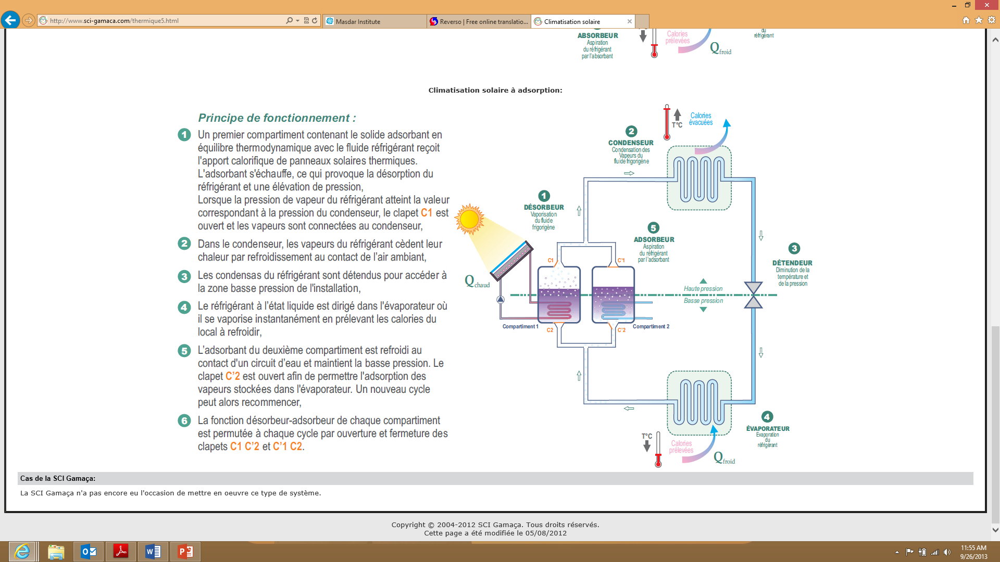 http://www.sci-gamaca.com/thermique5.html
Masdar Institute
Reverso | Free online translatio...
Climatisation solaire
ABSORBEUR
Aspiration
du réfrigérant
par l'absorbant
Calories
prélevées
Qfroid
du
réfrigérant
Climatisation solaire à adsorption:
Principe de fonctionnement :
1 Un premier compartiment contenant le solide adsorbant en
équilibre thermodynamique avec le fluide réfrigérant reçoit
l'apport calorifique de panneaux solaires thermiques.
L'adsorbant s'échauffe, ce qui provoque la désorption du
réfrigérant et une élévation de pression,
Lorsque la pression de vapeur du réfrigérant atteint la valeur
correspondant à la pression du condenseur, le clapet C1 est
ouvert et les vapeurs sont connectées au condenseur,
2 Dans le condenseur, les vapeurs du réfrigérant cèdent leur
chaleur par refroidissement au contact de l'air ambiant,
3 Les condensas du réfrigérant sont détendus pour accéder à
la zone basse pression de l'installation,
4 Le réfrigérant à l'état liquide est dirigé dans l'évaporateur où
il se vaporise instantanément en prélevant les calories du
local à refroidir,
5 L'adsorbant du deuxième compartiment est refroidi au
contact d'un circuit d'eau et maintient la basse pression. Le
clapet C'2 est ouvert afin de permettre l'adsorption des
vapeurs stockées dans l'évaporateur. Un nouveau cycle
peut alors recommencer,
6 La fonction désorbeur-adsorbeur de chaque compartiment
est permutée à chaque cycle par ouverture et fermeture des
clapets C1 C'2 et C'1 C2.
T°C
Calories
évacuées
2
CONDENSEUR
Condensation des
Vapeurs du
fluide frigorigène
1
DÉSORBEUR
Vaporisation
du fluide
frigorigène
5
ADSORBEUR
Aspiration
du réfrigérant
par l'adsorbant
3
DÉTENDEUR
Diminution de la
température et
de la pression
C1
C'1
Qchaud
Haute pression
Basse pression
Compartiment 1
C2
C'2
Compartiment 2
4
ÉVAPORATEUR
Evaporation
du
réfrigérant
T°C
Calories
prélevées
Qfroid
Cas de la SCI Gamaça:
La SCI Gamaça n'a pas encore eu l'occasion de mettre en oeuvre ce type de système.
Copyright © 2004-2012 SCI Gamaça. Tous droits réservés.
Cette page a été modifiée le 05/08/2012
11:55 AM
9/26/2013